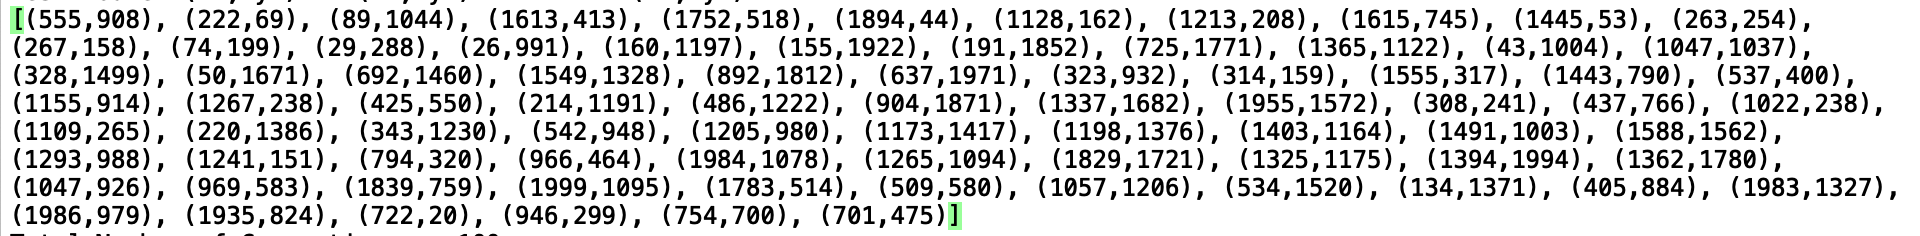 [(555,908), (222,69), (89,1044), (1613,413), (1752,518), (1894,44), (1128,162), (1213,208), (1615,745), (1445,53), (263,254),
(267,158), (74,199), (29,288), (26,991), (160,1197), (155,1922), (191,1852), (725,1771), (1365,1122), (43,1004), (1047,1037),
(328,1499), (50,1671), (692,1460), (1549,1328), (892,1812), (637,1971), (323,932), (314,159), (1555,317), (1443,790), (537,400),
(1155,914), (1267,238), (425,550), (214,1191), (486,1222), (904,1871), (1337,1682), (1955,1572), (308,241), (437,766), (1022,238),
(1109,265), (220,1386), (343,1230), (542,948), (1205,980), (1173,1417), (1198,1376), (1403,1164), (1491,1003), (1588,1562),
(1293,988), (1241,151), (794,320), (966,464), (1984,1078), (1265,1094), (1829,1721), (1325,1175), (1394,1994), (1362,1780),
(1047,926), (969,583), (1839,759), (1999,1095), (1783,514), (509,580), (1057,1206), (534,1520), (134,1371), (405,884), (1983,1327),
(1986,979), (1935,824), (722,20), (946,299), (754,700), (701,475)]